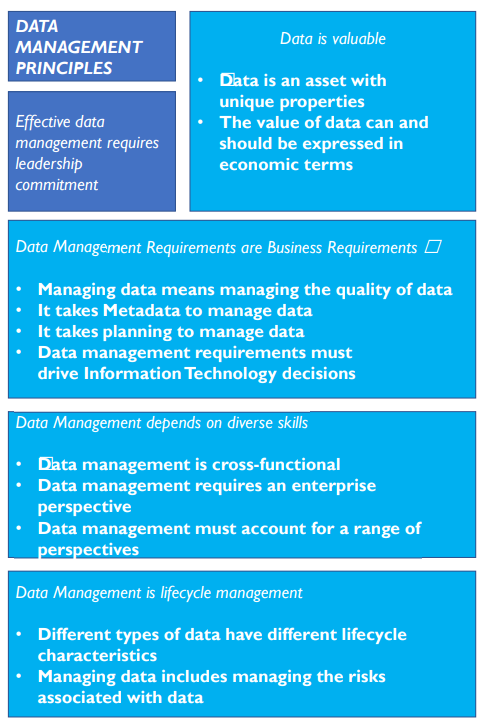 DATA
MANAGEMENT
PRINCIPLES
Effective data
management requires
leadership
commitment
Data is valuable
• Data is an asset with
unique properties
• The value of data can and
should be expressed in
economic terms
Data Management Requirements are Business Requirements
• Managing data means managing the quality of data
• It takes Metadata to manage data
• It takes planning to manage data
• Data management requirements must
drive Information Technology decisions
Data Management depends on diverse skills
• Data management is cross-functional
• Data management requires an enterprise
perspective
• Data management must account for a range of
perspectives
Data Management is lifecycle management
• Different types of data have different lifecycle
characteristics
• Managing data includes managing the risks
associated with data